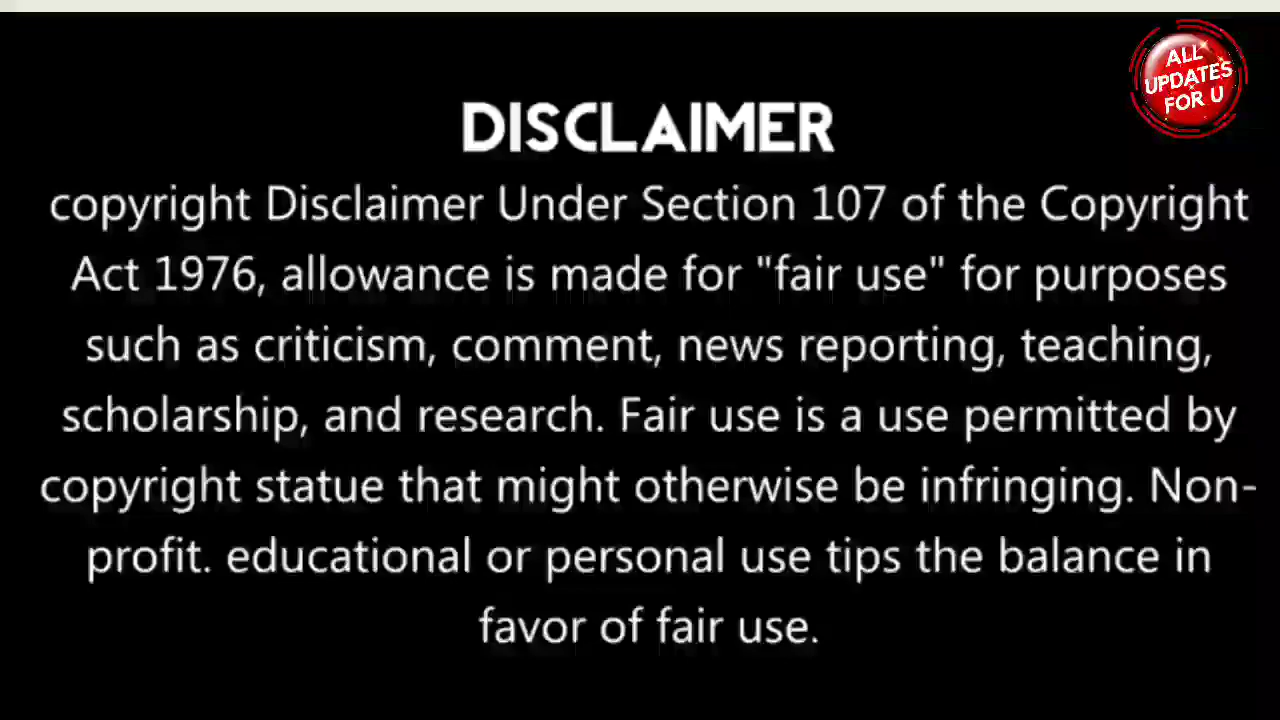 ALL
UPDATES
FOR U
DISCLAIMER
copyright Disclaimer Under Section 107 of the Copyright
Act 1976, allowance is made for "fair use" for purposes
such as criticism, comment, news reporting, teaching,
scholarship, and research. Fair use is a use permitted by
copyright statue that might otherwise be infringing. Non-
profit. educational or personal use tips the balance in
favor of fair use.